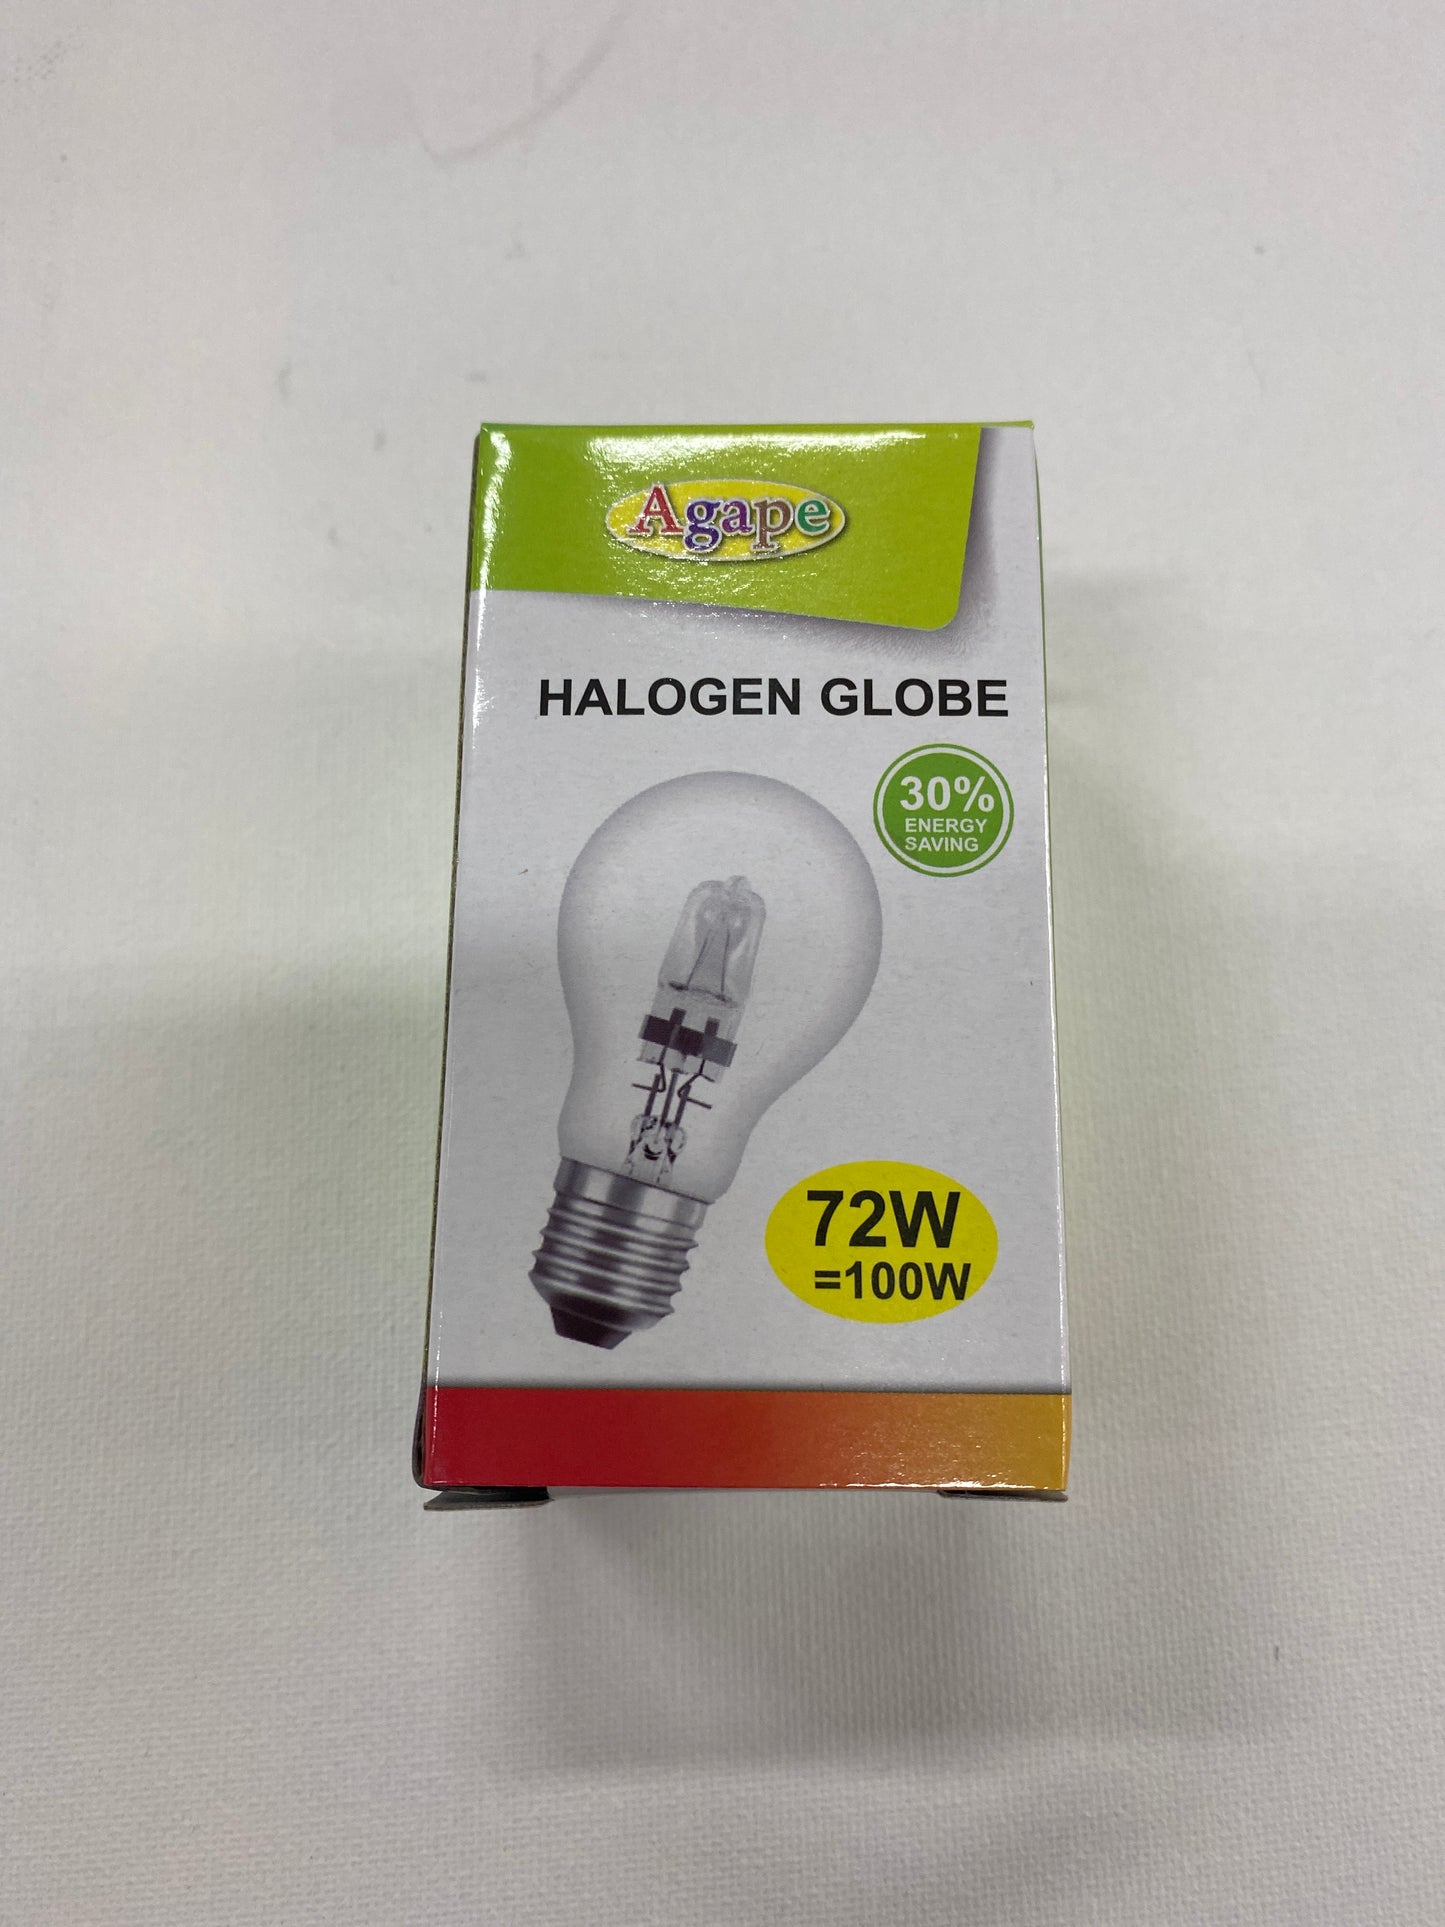 Agape
HALOGEN GLOBE
30%
ENERGY
SAVING
72W
=100W